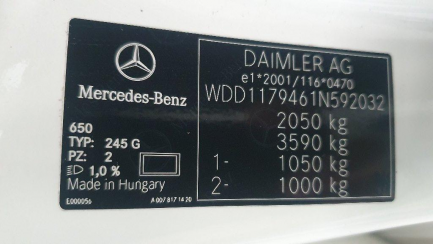 Mercedes-Benz
650
TYP: 245 G
PZ: 2
1,0 %
Made in Hungary
E000056
A 007 817 14 20
DAIMLER AG
e1*2001/116*0470
WDD1179461N592032
2050 kg
3590 kg
1- 1050 kg
2- 1000 kg